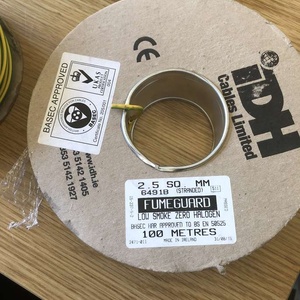 BASEC APPROVED
UKAS
BASEC
CE
IDH
Cables Limited
353 5142 1927
353 5142 1405
www.idh.ie
2.5 SQ MM
6491B (STRANDED)
FUMEGUARD
LOW SMOKE ZERO HALOGEN
BASEC HAR APPROVED TO BS EN 50525
100 METRES
MADE IN IRELAND